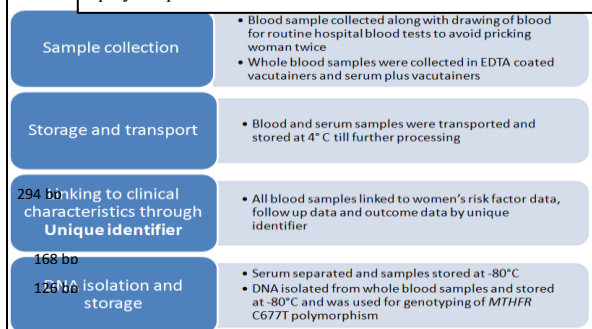 Sample collection
• Blood sample collected along with drawing of blood
for routine hospital blood tests to avoid pricking
woman twice
• Whole blood samples were collected in EDTA coated
vacutainers and serum plus vacutainers
Storage and transport
• Blood and serum samples were transported and
stored at 4° C till further processing
294 bp
Linking to clinical
characteristics through
Unique identifier
• All blood samples linked to women's risk factor data,
follow up data and outcome data by unique
identifier
168 bp
126 bp
DNA isolation and
storage
• Serum separated and samples stored at -80°C
• DNA isolated from whole blood samples and stored
at -80°C and was used for genotyping of MTHFR
C677T polymorphism